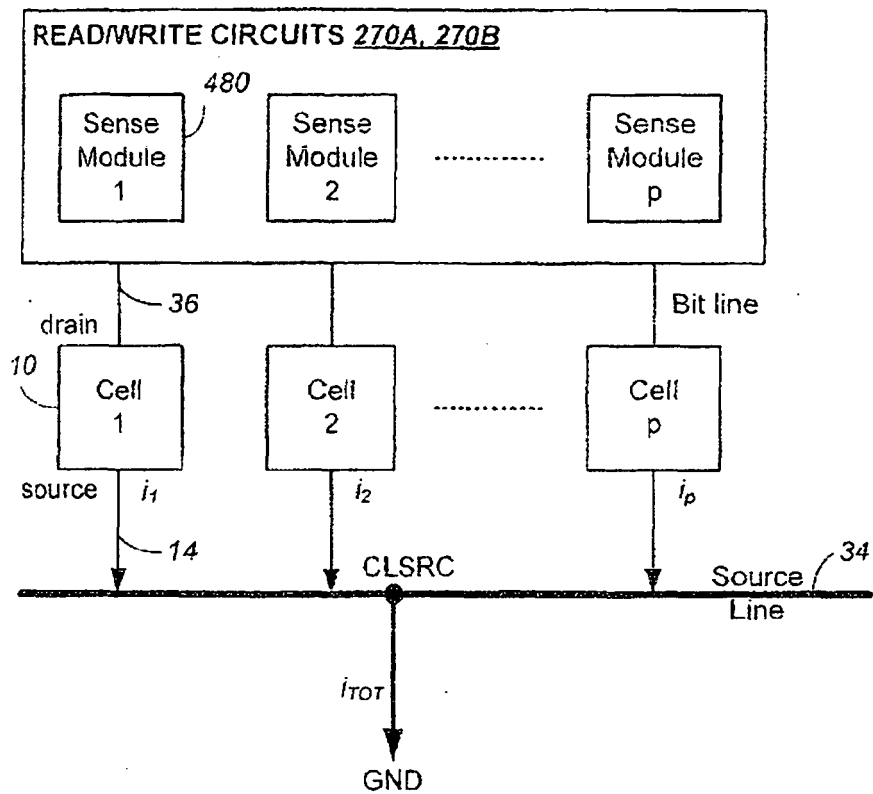 READ/WRITE CIRCUITS 270A, 270B
480
Sense Module 1
Sense Module 2
Sense Module p
36
drain
Bit line
10
Cell 1
Cell 2
Cell p
source
i1
i2
ip
14
CLSRC
Source Line
34
iTOT
GND